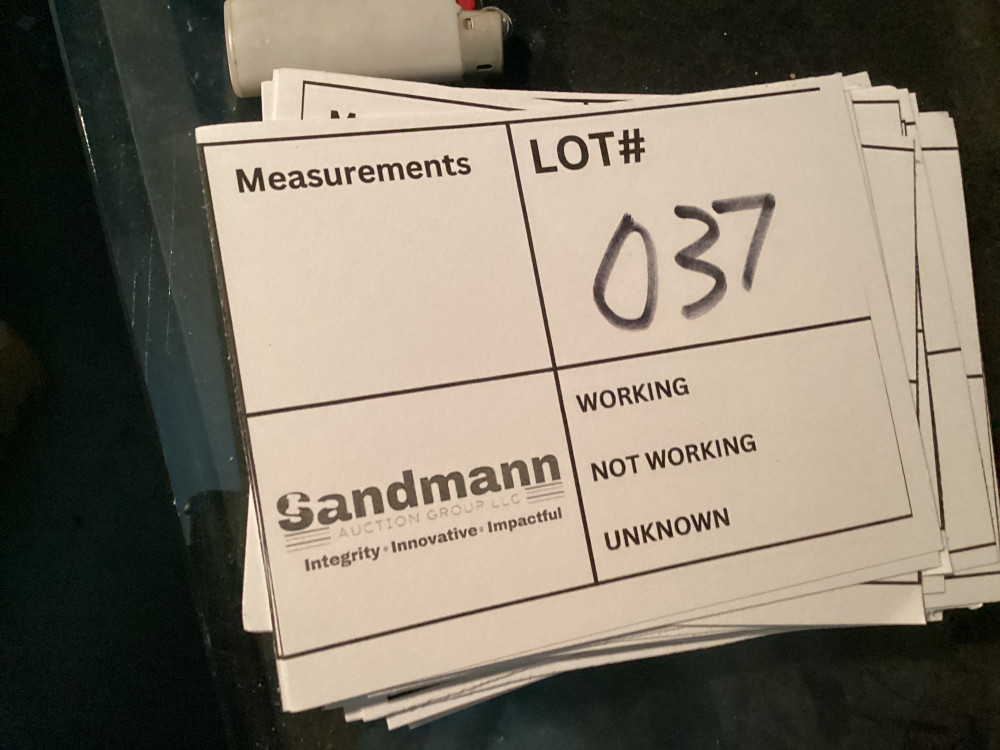 Measurements
LOT#
037
WORKING
NOT WORKING
UNKNOWN
Sandmann
AUCTION GROUP LLC
Integrity • Innovative • Impactful